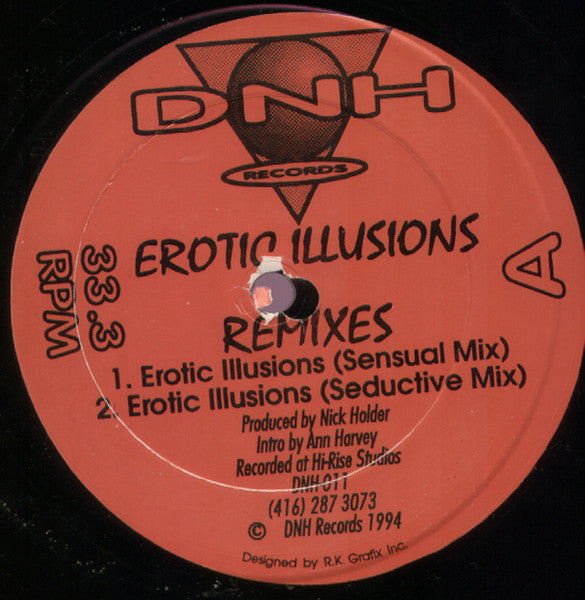 DNH
RECORDS
EROTIC ILLUSIONS
33.3
RPM
A
REMIXES
1. Erotic Illusions (Sensual Mix)
2. Erotic Illusions (Seductive Mix)
Produced by Nick Holder
Intro by Ann Harvey
Recorded at Hi-Rise Studios
DNH 011
(416) 287 3073
© DNH Records 1994
Designed by R.K. Grafix Inc.